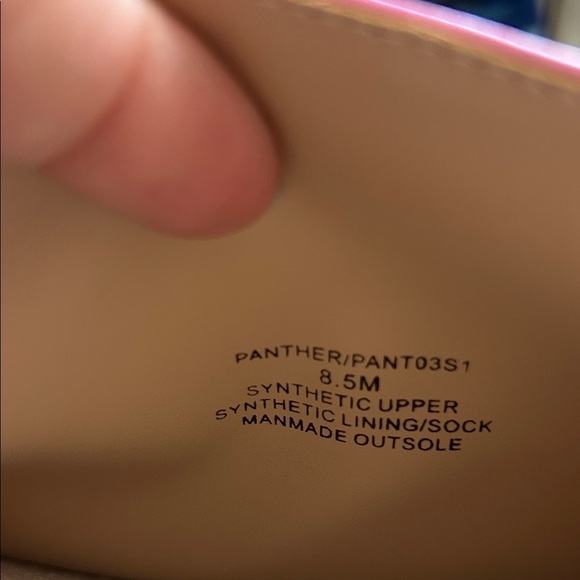 PANTHER/PANT03S1
8.5M
SYNTHETIC UPPER
SYNTHETIC LINING/SOCK
MANMADE OUTSOLE